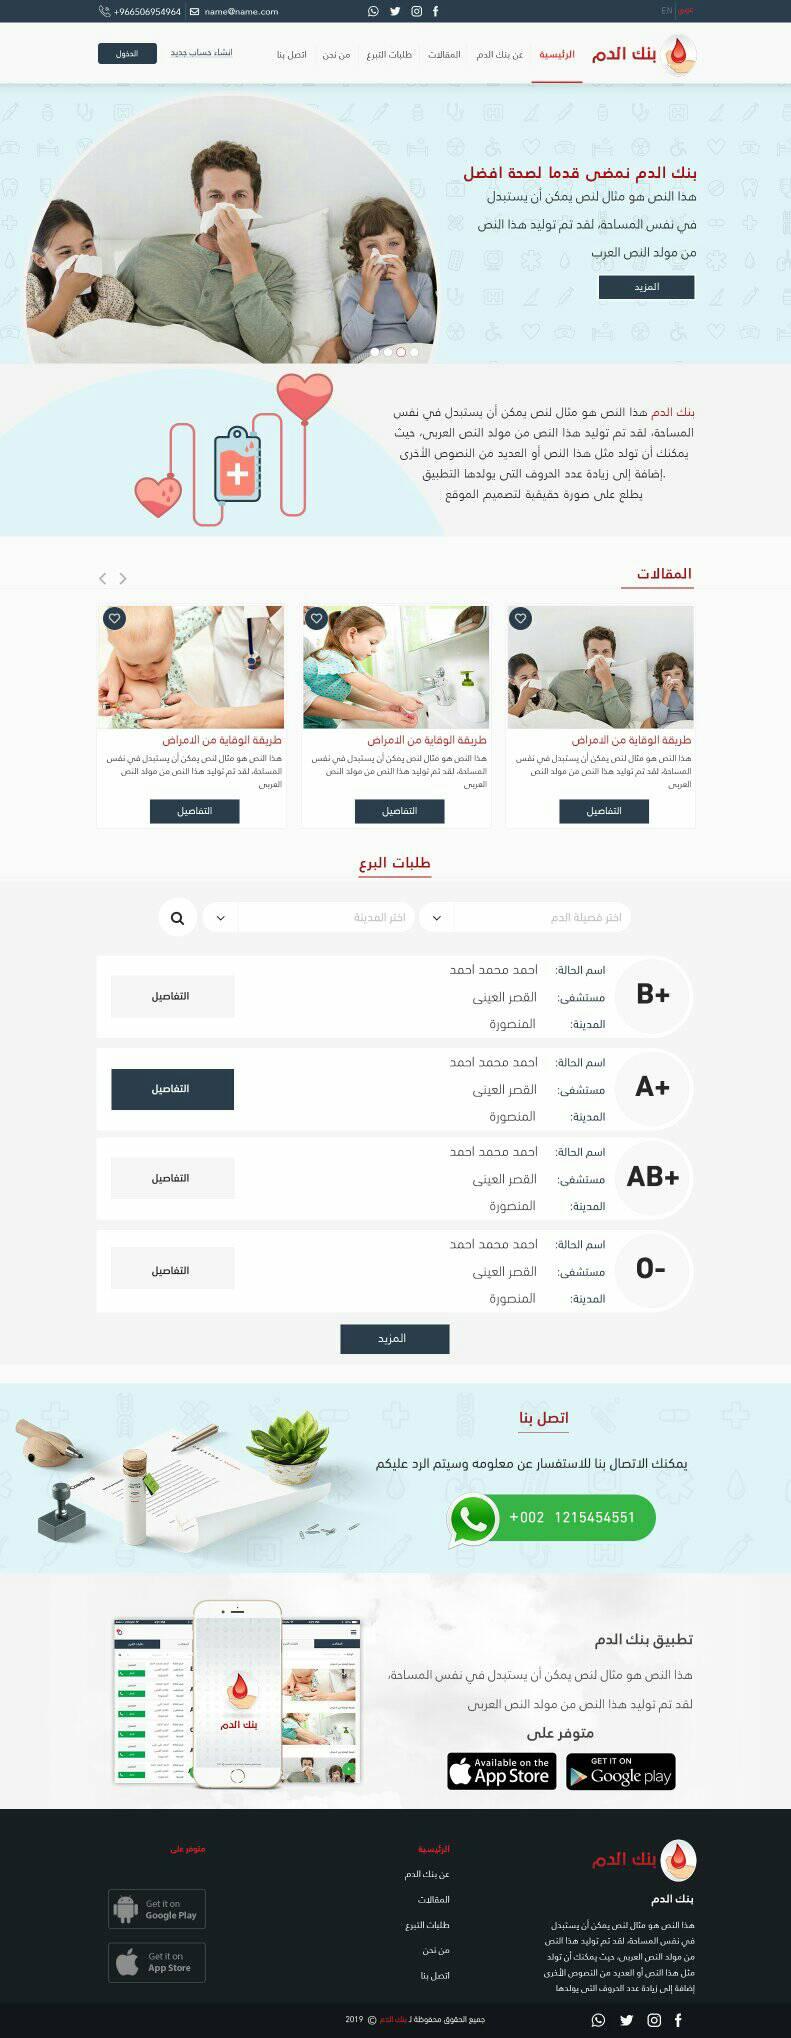 عربي
EN
name@name.com
+966506954964
بنك الدم
الرئيسية
عن بنك الدم
المقالات
طلبات التبرع
من نحن
اتصل بنا
انشاء حساب جديد
الدخول
بنك الدم نمضى قدما لصحة افضل
هذا النص هو مثال لنص يمكن أن يستبدل
في نفس المساحة، لقد تم توليد هذا النص
من مولد النص العرب
المزيد
بنك الدم هذا النص هو مثال لنص يمكن أن يستبدل في نفس
المساحة، لقد تم توليد هذا النص من مولد النص العربى، حيث
يمكنك أن تولد مثل هذا النص أو العديد من النصوص الأخرى
.إضافة إلى زيادة عدد الحروف التى يولدها التطبيق
يطلع على صورة حقيقية لتصميم الموقع
المقالات
طريقة الوقاية من الامراض
هذا النص هو مثال لنص يمكن أن يستبدل في نفس
المساحة، لقد تم توليد هذا النص من مولد النص
العربى
التفاصيل
طريقة الوقاية من الامراض
هذا النص هو مثال لنص يمكن أن يستبدل في نفس
المساحة، لقد تم توليد هذا النص من مولد النص
العربى
التفاصيل
طريقة الوقاية من الامراض
هذا النص هو مثال لنص يمكن أن يستبدل في نفس
المساحة، لقد تم توليد هذا النص من مولد النص
العربى
التفاصيل
طلبات البرع
اختر فصيلة الدم
اختر المدينة
B+
اسم الحالة: احمد محمد احمد
مستشفى: القصر العينى
المدينة: المنصورة
التفاصيل
A+
اسم الحالة: احمد محمد احمد
مستشفى: القصر العينى
المدينة: المنصورة
التفاصيل
AB+
اسم الحالة: احمد محمد احمد
مستشفى: القصر العينى
المدينة: المنصورة
التفاصيل
O-
اسم الحالة: احمد محمد احمد
مستشفى: القصر العينى
المدينة: المنصورة
التفاصيل
المزيد
اتصل بنا
يمكنك الاتصال بنا للاستفسار عن معلومه وسيتم الرد عليكم
+002 1215454551
تطبيق بنك الدم
هذا النص هو مثال لنص يمكن أن يستبدل في نفس المساحة،
لقد تم توليد هذا النص من مولد النص العربى
متوفر على
GET IT ON
Google play
Available on the
App Store
بنك الدم
بنك الدم
بنك الدم
هذا النص هو مثال لنص يمكن أن يستبدل
في نفس المساحة، لقد تم توليد هذا النص
من مولد النص العربى، حيث يمكنك أن تولد
مثل هذا النص أو العديد من النصوص الأخرى
إضافة إلى زيادة عدد الحروف التى يولدها
الرئيسية
عن بنك الدم
المقالات
طلبات التبرع
من نحن
اتصل بنا
متوفر على
Get it on
Google Play
Get it on
App Store
جميع الحقوق محفوظة لـ بنك الدم © 2019